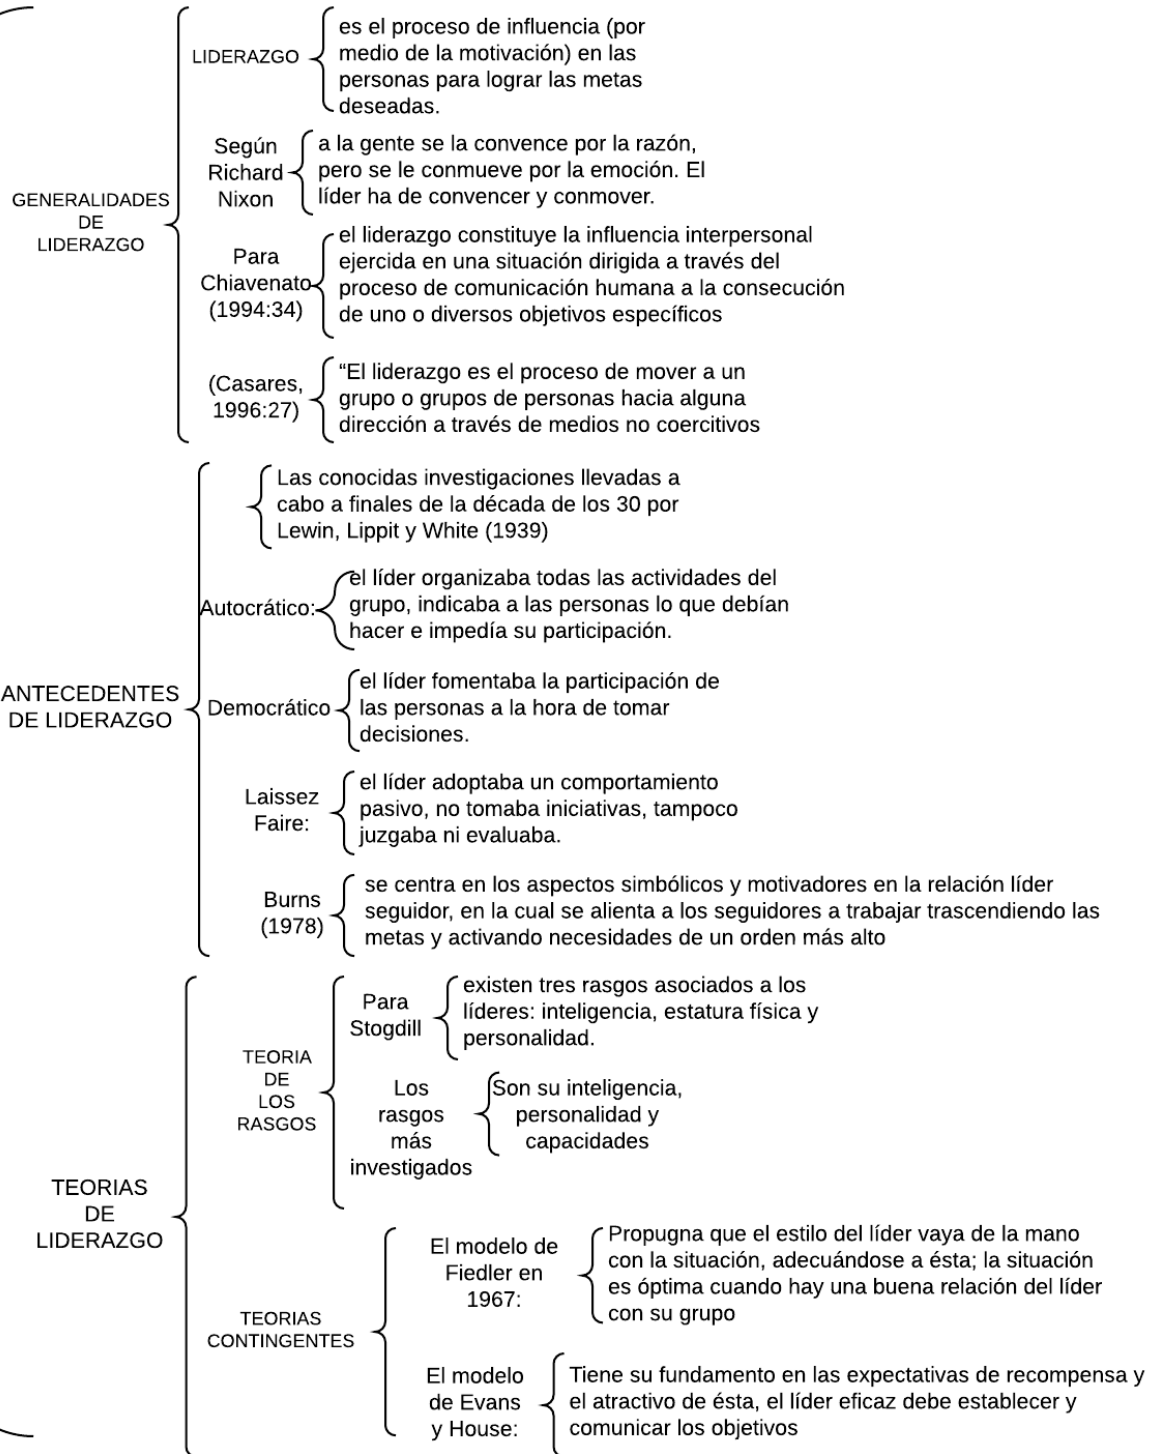 GENERALIDADES
DE
LIDERAZGO
LIDERAZGO
es el proceso de influencia (por
medio de la motivación) en las
personas para lograr las metas
deseadas.
Según
Richard
Nixon
a la gente se la convence por la razón,
pero se le conmueve por la emoción. El
líder ha de convencer y conmover.
Para
Chiavenato
(1994:34)
el liderazgo constituye la influencia interpersonal
ejercida en una situación dirigida a través del
proceso de comunicación humana a la consecución
de uno o diversos objetivos específicos
(Casares,
1996:27)
“El liderazgo es el proceso de mover a un
grupo o grupos de personas hacia alguna
dirección a través de medios no coercitivos
ANTECEDENTES
DE LIDERAZGO
Las conocidas investigaciones llevadas a
cabo a finales de la década de los 30 por
Lewin, Lippit y White (1939)
Autocrático:
el líder organizaba todas las actividades del
grupo, indicaba a las personas lo que debían
hacer e impedía su participación.
Democrático
el líder fomentaba la participación de
las personas a la hora de tomar
decisiones.
Laissez
Faire:
el líder adoptaba un comportamiento
pasivo, no tomaba iniciativas, tampoco
juzgaba ni evaluaba.
Burns
(1978)
se centra en los aspectos simbólicos y motivadores en la relación líder
seguidor, en la cual se alienta a los seguidores a trabajar trascendiendo las
metas y activando necesidades de un orden más alto
TEORIAS
DE
LIDERAZGO
TEORIA
DE
LOS
RASGOS
Para
Stogdill
existen tres rasgos asociados a los
líderes: inteligencia, estatura física y
personalidad.
Los
rasgos
más
investigados
Son su inteligencia,
personalidad y
capacidades
TEORIAS
CONTINGENTES
El modelo de
Fiedler en
1967:
Propugna que el estilo del líder vaya de la mano
con la situación, adecuándose a ésta; la situación
es óptima cuando hay una buena relación del líder
con su grupo
El modelo
de Evans
y House:
Tiene su fundamento en las expectativas de recompensa y
el atractivo de ésta, el líder eficaz debe establecer y
comunicar los objetivos